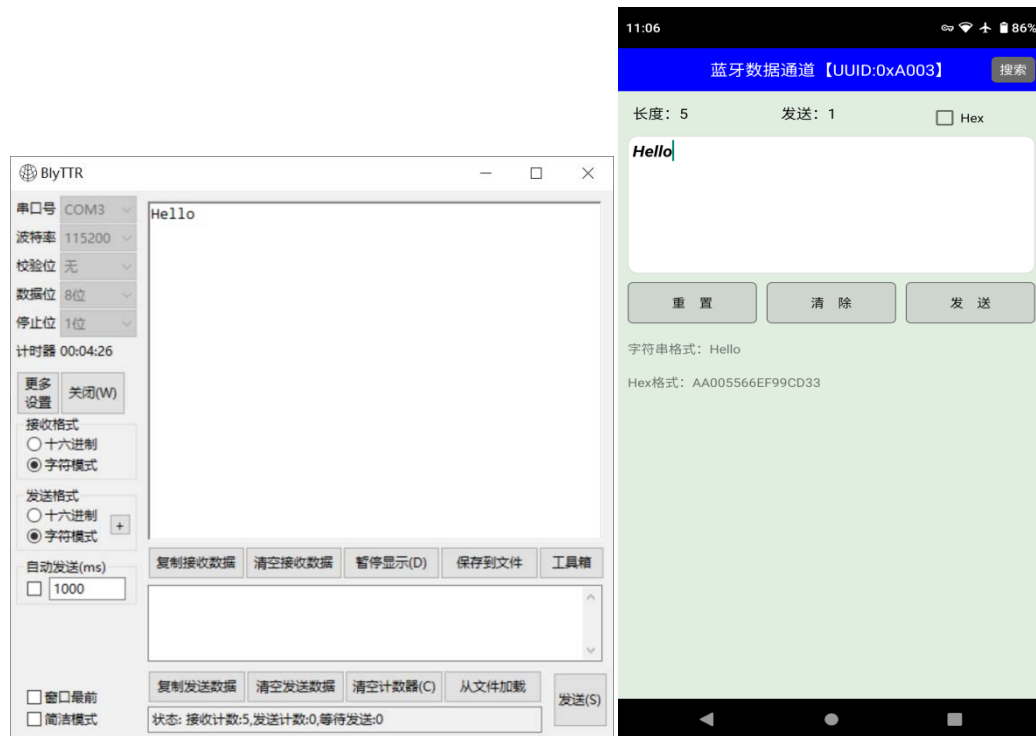 BlyTTR
串口号 COM3
波特率 115200
校验位 无
数据位 8位
停止位 1位
计时器 00:04:26
更多
设置
关闭(W)
接收格式
十六进制
字符模式
发送格式
十六进制
+
字符模式
自动发送(ms)
1000
窗口最前
简洁模式
Hello
复制接收数据 清空接收数据 暂停显示(D) 保存到文件 工具箱
复制发送数据 清空发送数据 清空计数器(C) 从文件加载
发送(S)
状态: 接收计数:5,发送计数:0,等待发送:0
11:06 86%
蓝牙数据通道【UUID:0xA003】 搜索
长度：5 发送：1 Hex
Hello
重 置 清 除 发 送
字符串格式：Hello
Hex格式：AA005566EF99CD33